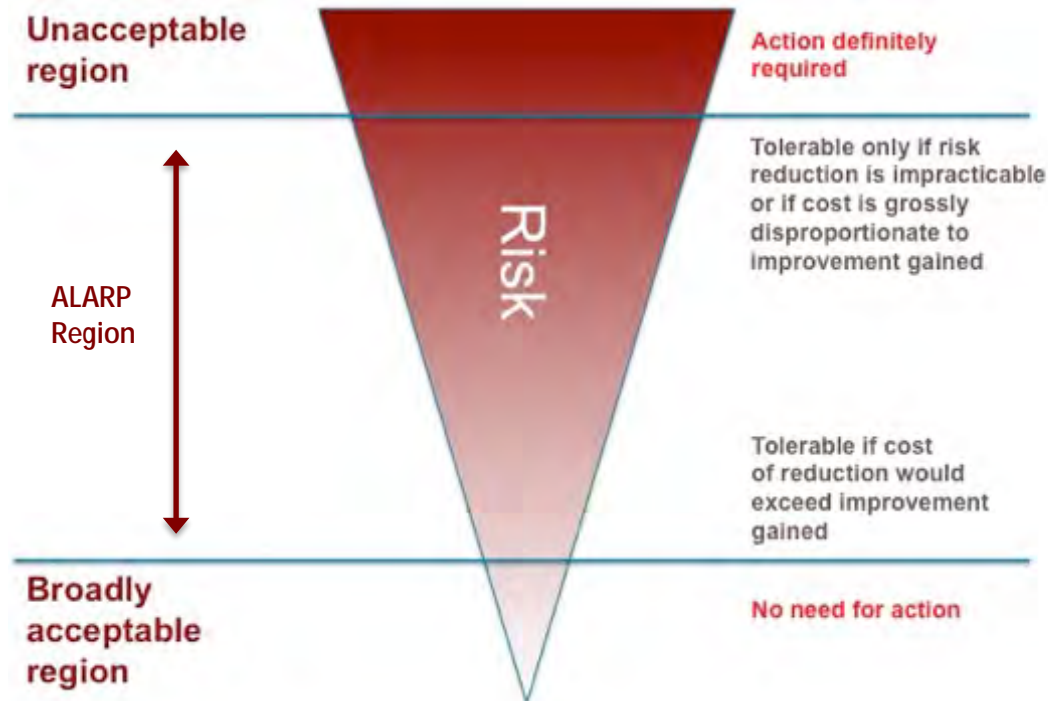 Unacceptable
region
Action definitely
required
Tolerable only if risk
reduction is impracticable
or if cost is grossly
disproportionate to
improvement gained
Risk
ALARP
Region
Tolerable if cost
of reduction would
exceed improvement
gained
Broadly
acceptable
region
No need for action